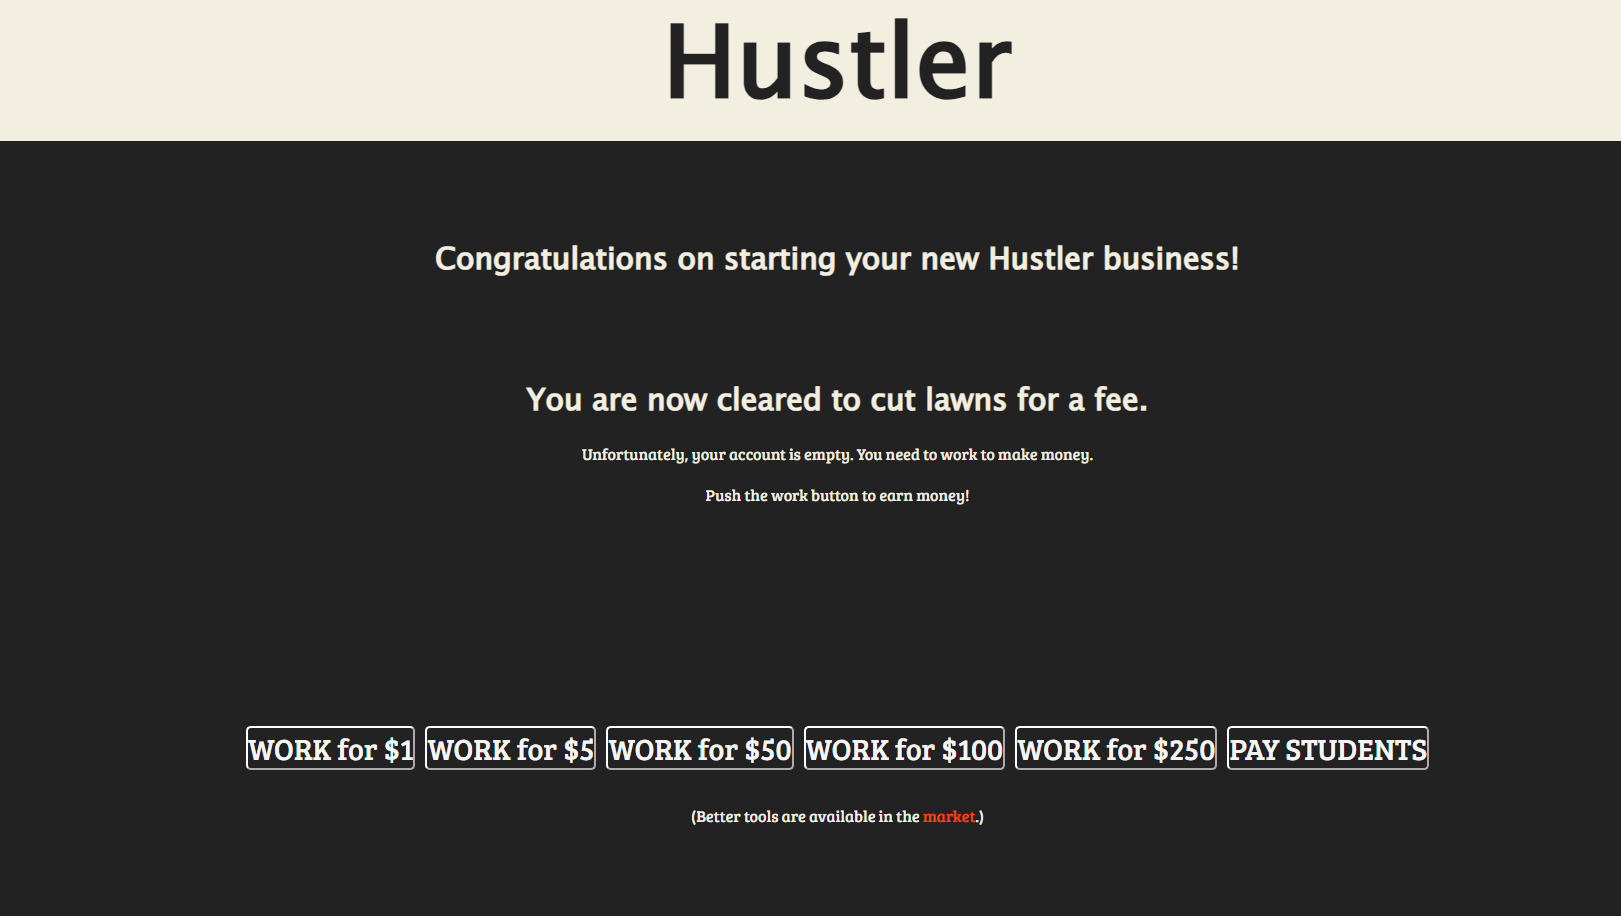 Hustler
Congratulations on starting your new Hustler business!
You are now cleared to cut lawns for a fee.
Unfortunately, your account is empty. You need to work to make money.
Push the work button to earn money!
WORK for $1 WORK for $5 WORK for $50 WORK for $100 WORK for $250 PAY STUDENTS
(Better tools are available in the market.)